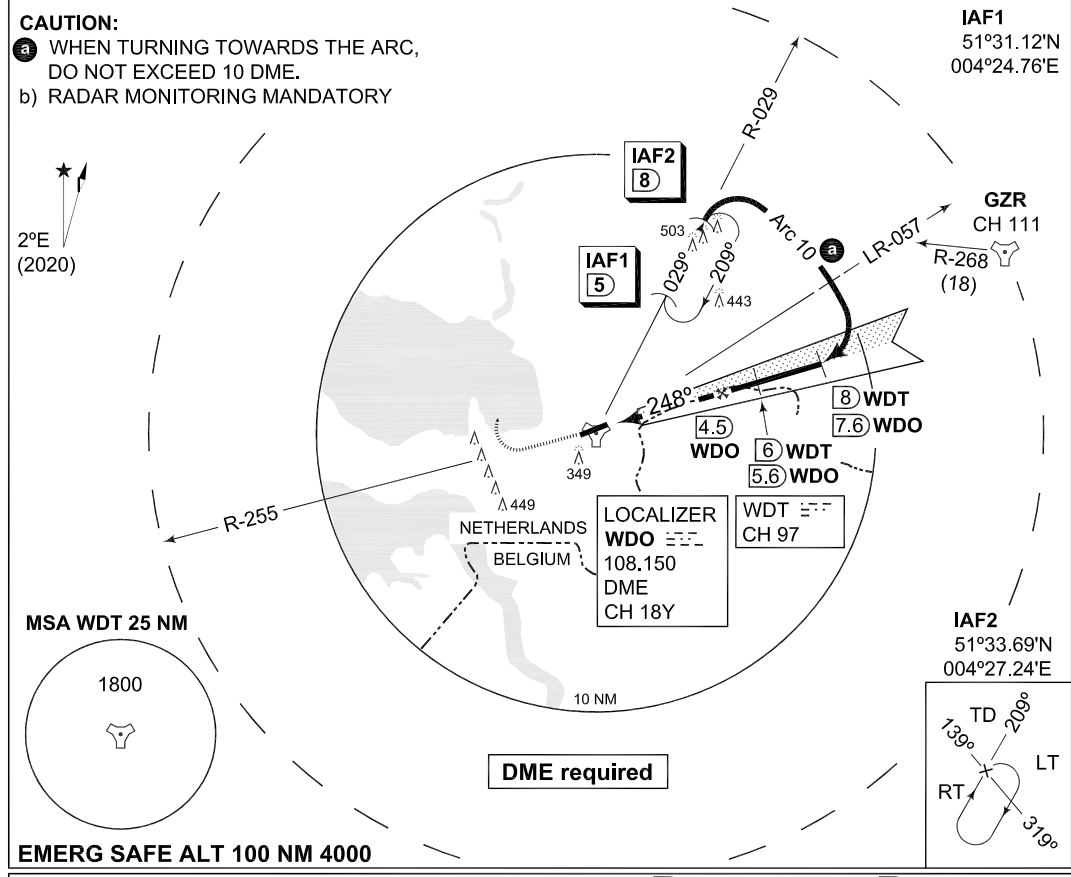 CAUTION:
a WHEN TURNING TOWARDS THE ARC,
DO NOT EXCEED 10 DME.
b) RADAR MONITORING MANDATORY
IAF1
51º31.12'N
004º24.76'E
2ºE
(2020)
R-029
IAF2
8
503
IAF1
5
029º
209º
443
Arc 10
a
LR-057
GZR
CH 111
R-268
(18)
248º
8 WDT
7.6 WDO
4.5
WDO
6 WDT
5.6 WDO
349
449
R-255
NETHERLANDS
BELGIUM
LOCALIZER
WDO
108.150
DME
CH 18Y
WDT
CH 97
10 NM
MSA WDT 25 NM
1800
DME required
EMERG SAFE ALT 100 NM 4000
IAF2
51º33.69'N
004º27.24'E
TD
139º
209º
LT
RT
319º